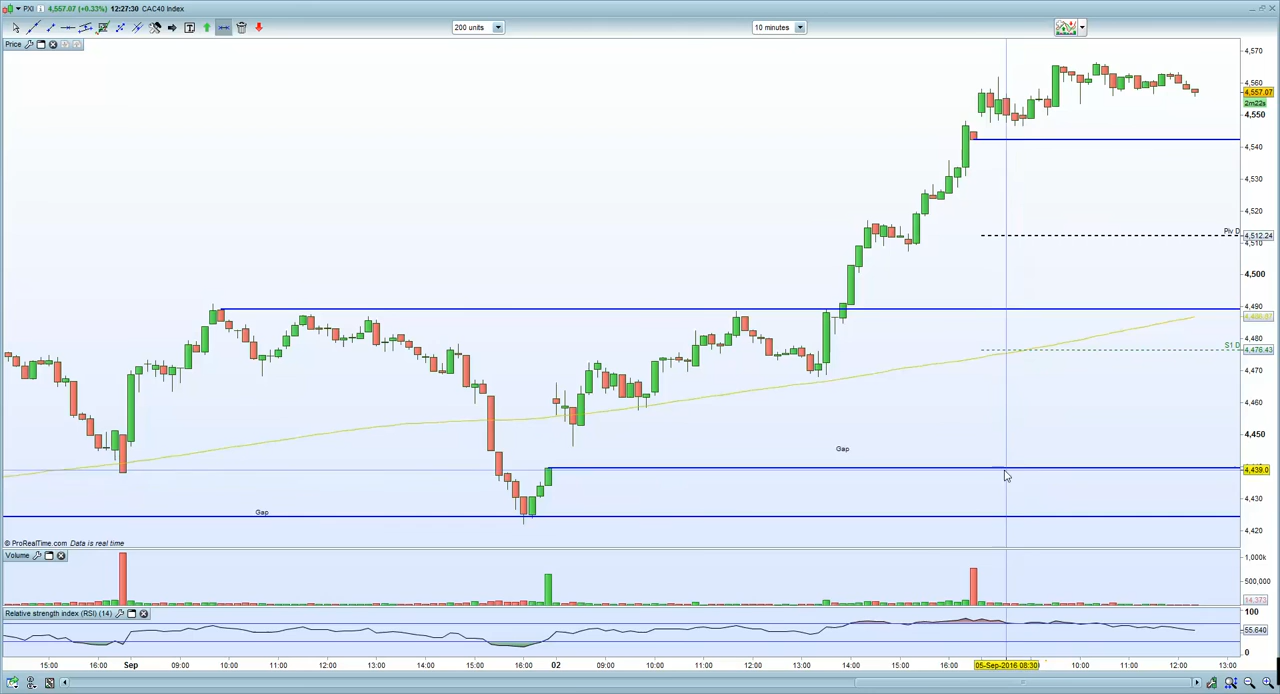 PXI 4,557.07 (+0.33%) 12:27:30 CAC40 Index
200 units 10 minutes
Price
4,570
4,560
4,557.07
2m22s
4,550
4,540
4,530
4,520
Piv D 4,512.24
4,510
4,500
4,490
4,480
S1 D 4,476.43
4,470
4,460
4,450
Gap
4,439.0
4,430
Gap
4,420
© ProRealTime.com Data is real time
Volume
1,000k
500,000
14,373
Relative strength index (RSI) (14)
100
55.640
0
15:00 16:00 Sep 09:00 10:00 11:00 12:00 13:00 14:00 15:00 16:00 02 09:00 10:00 11:00 12:00 13:00 14:00 15:00 16:00 05-Sep-2016 08:30 10:00 11:00 12:00 13:00